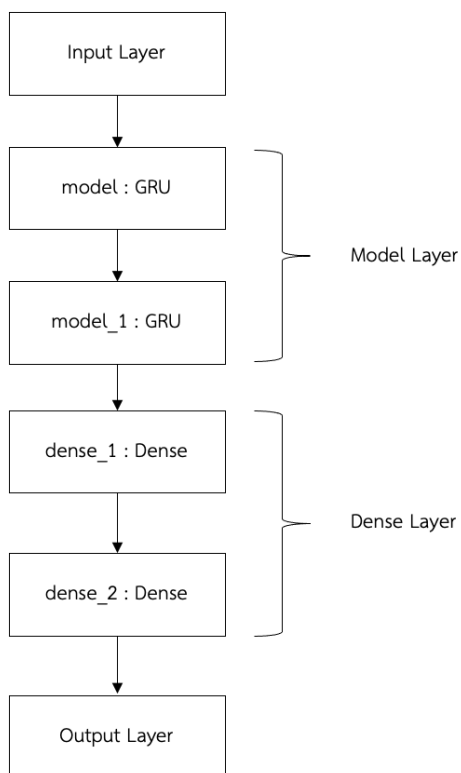 Input Layer
model : GRU
Model Layer
model_1 : GRU
dense_1 : Dense
Dense Layer
dense_2 : Dense
Output Layer